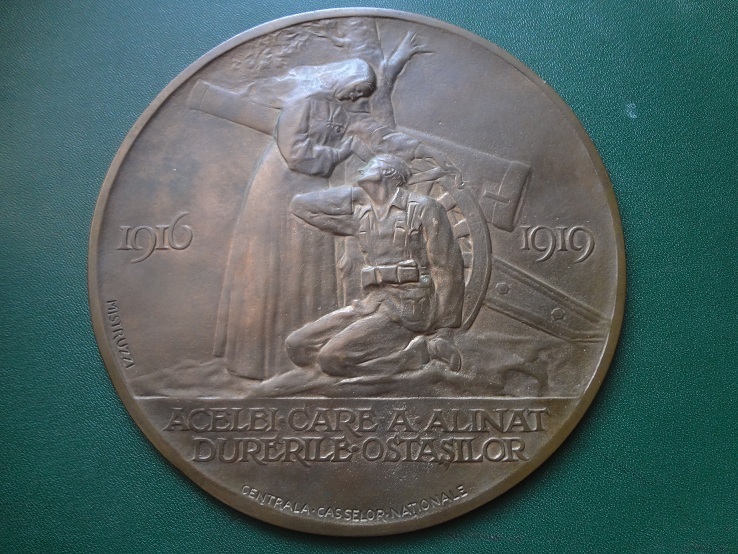 1916
1919
MISTRUZZI
ACELEI·CARE·A·ALINAT
DURERILE·OSTAȘILOR
CENTRALA·CASSELOR·NATIONALE